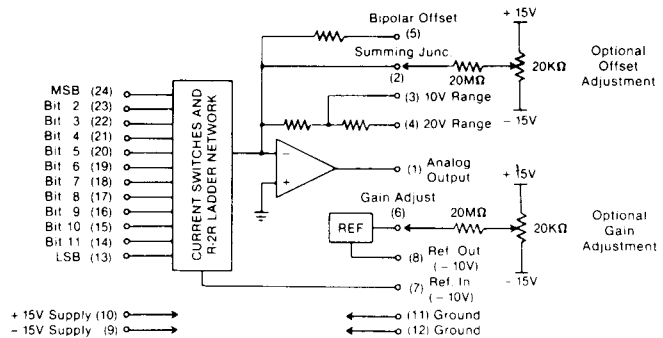 Bipolar Offset
(5)
+ 15V
Summing Junc.
(2)
20MΩ
20KΩ
Optional
Offset
Adjustment
- 15V
(3) 10V Range
(4) 20V Range
MSB (24)
Bit 2 (23)
Bit 3 (22)
Bit 4 (21)
Bit 5 (20)
Bit 6 (19)
Bit 7 (18)
Bit 8 (17)
Bit 9 (16)
Bit 10 (15)
Bit 11 (14)
LSB (13)
CURRENT SWITCHES AND
R-2R LADDER NETWORK
-
+
(1) Analog
Output
Gain Adjust
(6)
+ 15V
20MΩ
20KΩ
Optional
Gain
Adjustment
- 15V
REF
(8) Ref. Out
(- 10V)
(7) Ref. In
(- 10V)
+ 15V Supply (10)
- 15V Supply (9)
(11) Ground
(12) Ground